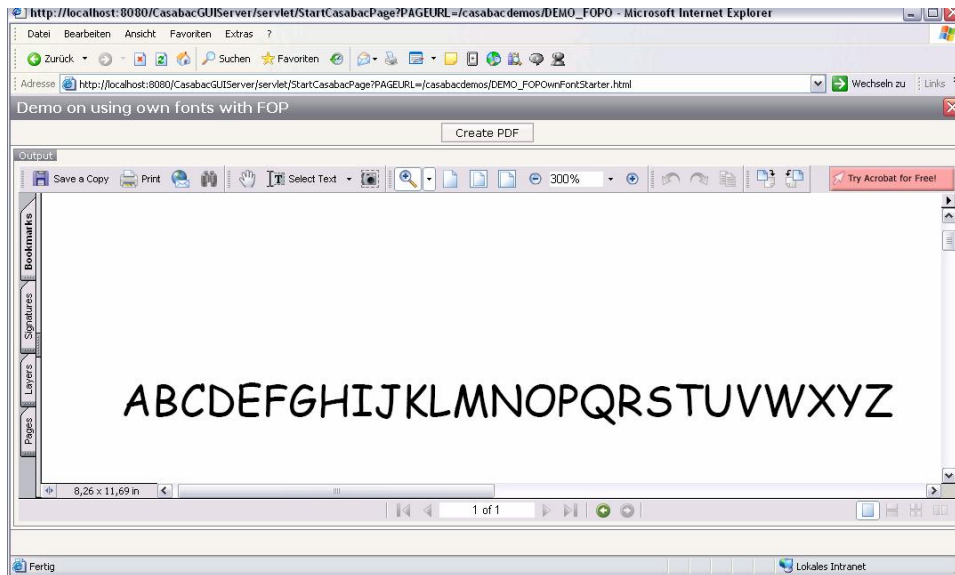 http://localhost:8080/CasabacGUIServer/servlet/StartCasabacPage?PAGEURL=/casabacdemos/DEMO_FOPO - Microsoft Internet Explorer
Datei Bearbeiten Ansicht Favoriten Extras ?
Zurück Suchen Favoriten
Adresse http://localhost:8080/CasabacGUIServer/servlet/StartCasabacPage?PAGEURL=/casabacdemos/DEMO_FOPOwnFontStarter.html Wechseln zu Links
Demo on using own fonts with FOP
Create PDF
Output
Save a Copy Print Select Text 300% Try Acrobat for Free!
Bookmarks
Signatures
Layers
Pages
ABCDEFGHIJKLMNOPQRSTUVWXYZ
8,26 x 11,69 in
1 of 1
Fertig Lokales Intranet